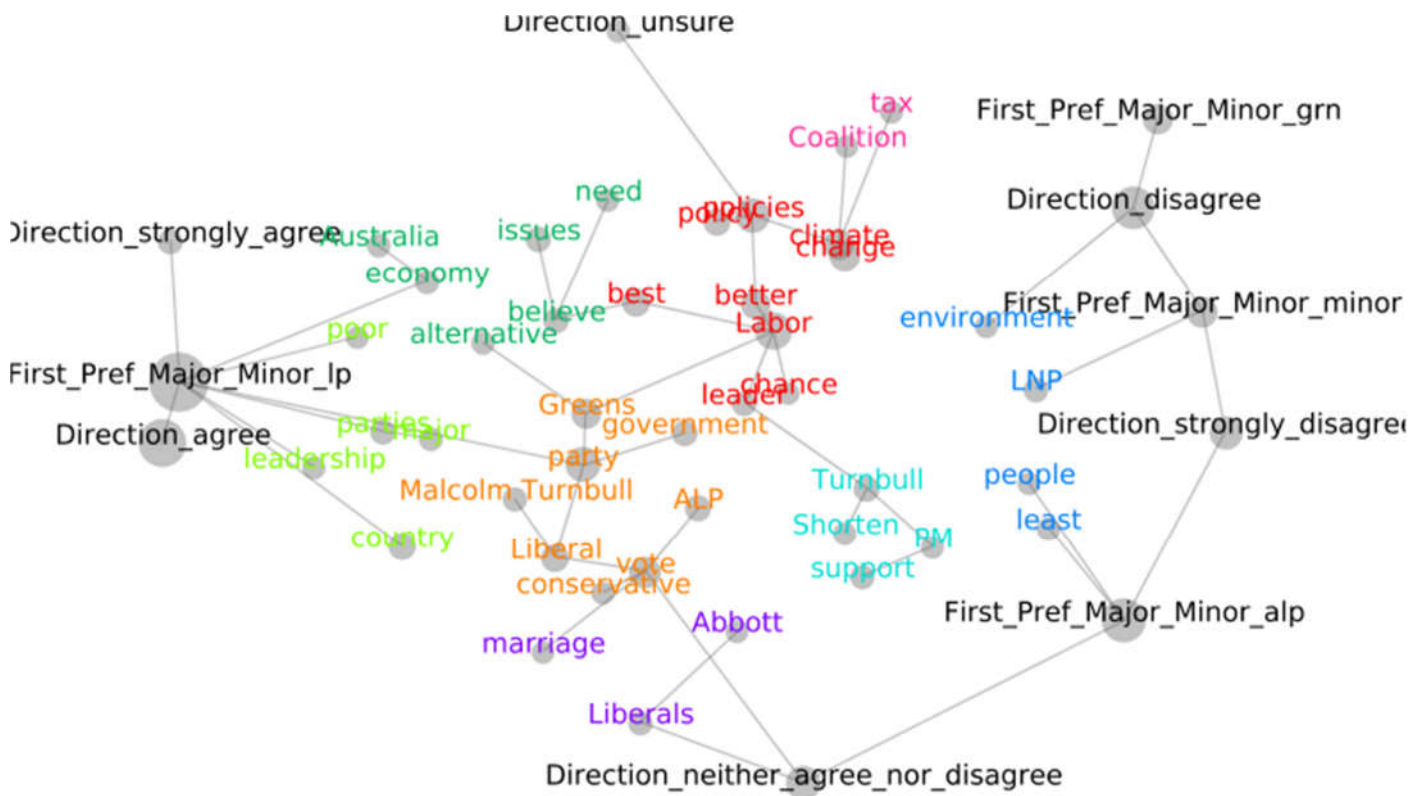 Direction_unsure
tax
First_Pref_Major_Minor_grn
Coalition
need
Direction_disagree
policies
policy
issues
Direction_strongly_agree
Australia
climate
change
economy
best
better
First_Pref_Major_Minor_minor
believe
environment
Labor
poor
alternative
First_Pref_Major_Minor_lp
LNP
chance
leader
Greens
parties
major
government
Direction_strongly_disagree
Direction_agree
leadership
party
Turnbull
people
Malcolm_Turnbull
ALP
Shorten
least
country
PM
Liberal
vote
support
conservative
First_Pref_Major_Minor_alp
Abbott
marriage
Liberals
Direction_neither_agree_nor_disagree